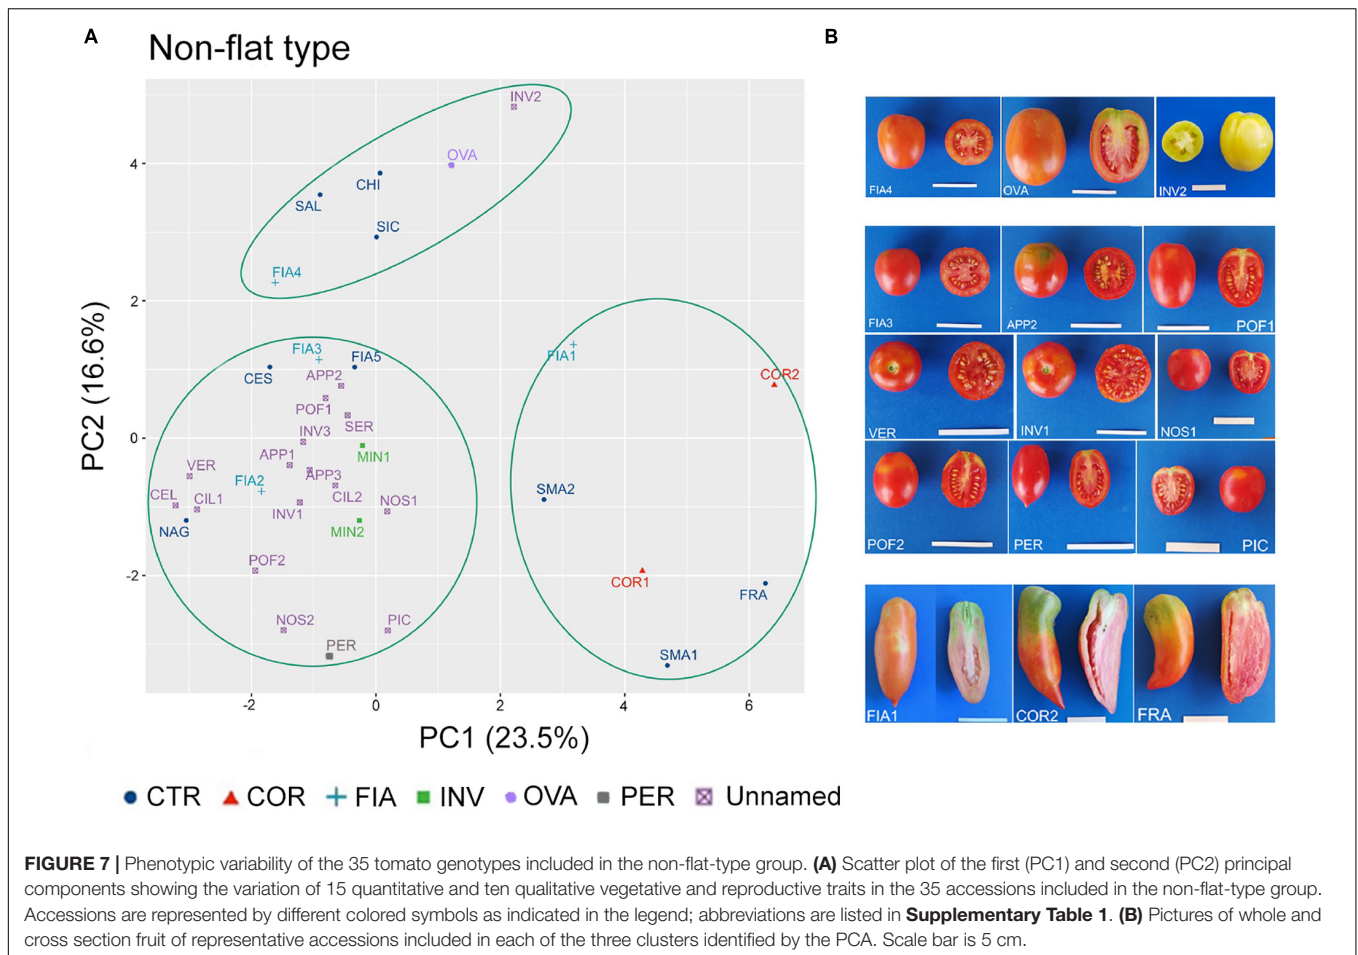 A
B
Non-flat type
INV2
OVA
CHI
SAL
SIC
FIA4
4
2
0
-2
PC2 (16.6%)
FIA3
FIA5
CES
APP2
POF1
SER
INV3
MIN1
APP1
VER
APP3
FIA2
CEL
CIL1
CIL2
NOS1
INV1
NAG
MIN2
POF2
NOS2
PIC
PER
FIA1
COR2
SMA2
COR1
FRA
SMA1
-2
0
2
4
6
PC1 (23.5%)
CTR
COR
FIA
INV
OVA
PER
Unnamed
FIA4
OVA
INV2
FIA3
APP2
POF1
VER
INV1
NOS1
POF2
PER
PIC
FIA1
COR2
FRA
FIGURE 7 | Phenotypic variability of the 35 tomato genotypes included in the non-flat-type group. (A) Scatter plot of the first (PC1) and second (PC2) principal
components showing the variation of 15 quantitative and ten qualitative vegetative and reproductive traits in the 35 accessions included in the non-flat-type group.
Accessions are represented by different colored symbols as indicated in the legend; abbreviations are listed in Supplementary Table 1. (B) Pictures of whole and
cross section fruit of representative accessions included in each of the three clusters identified by the PCA. Scale bar is 5 cm.